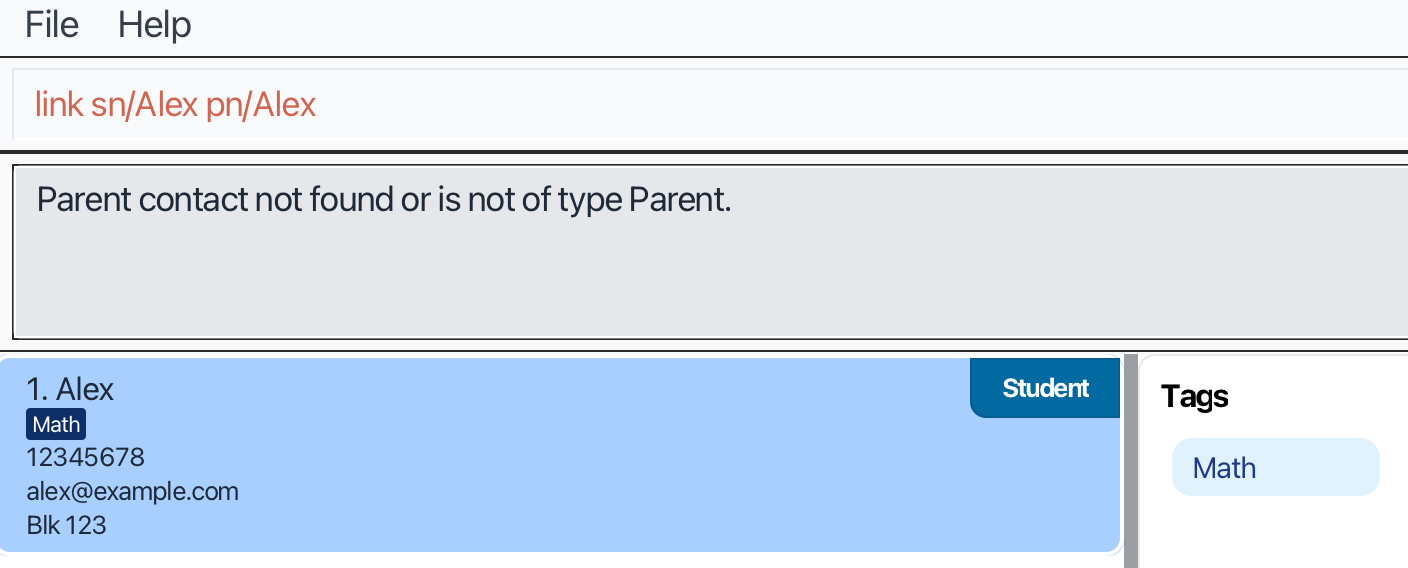 File Help
link sn/Alex pn/Alex
Parent contact not found or is not of type Parent.
1. Alex
Student
Math
12345678
alex@example.com
Blk 123
Tags
Math